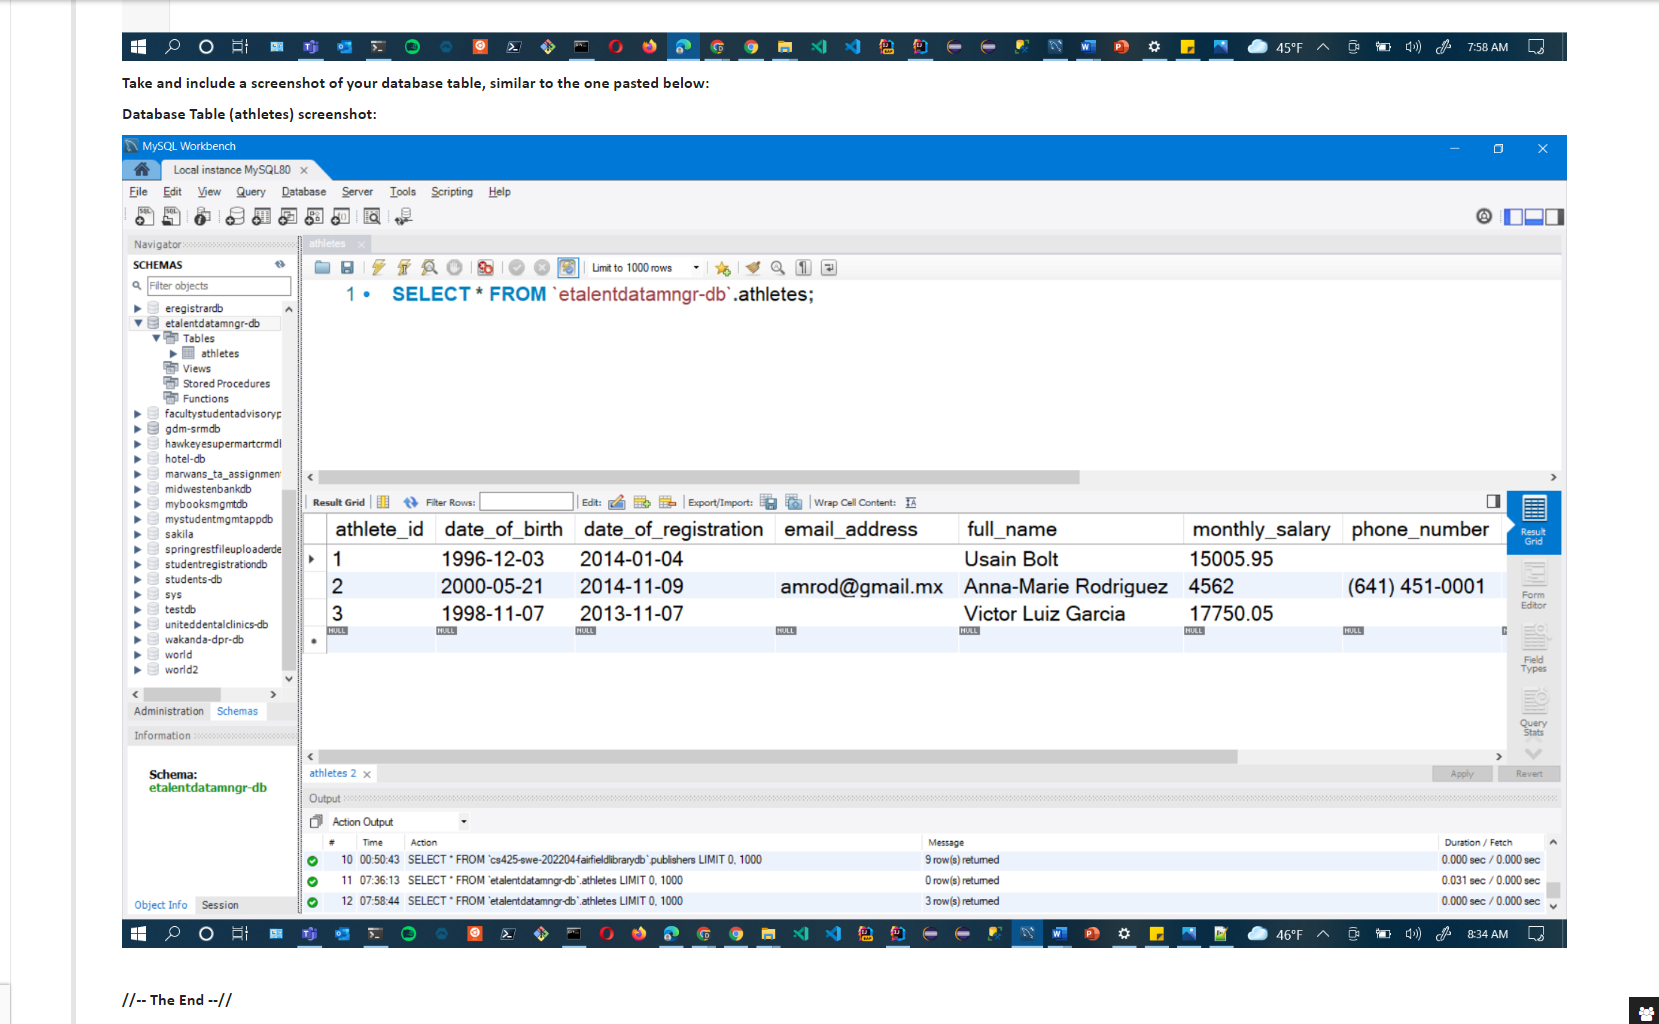 45°F 7:58 AM
Take and include a screenshot of your database table, similar to the one pasted below:
Database Table (athletes) screenshot:
MySQL Workbench
Local instance MySQL80
File Edit View Query Database Server Tools Scripting Help
Navigator
athletes
SCHEMAS
Limit to 1000 rows
Filter objects
1 SELECT * FROM `etalentdatamngr-db`.athletes;
eregistrardb
etalentdatamngr-db
Tables
athletes
Views
Stored Procedures
Functions
facultystudentadvisoryp
gdm-srmdb
hawkeyesupermartcrmdl
hotel-db
marwans_ta_assignment
midwestenbankdb
mybooksmgmtdb
mystudentmgmtappdb
sakila
springrestfileuploaderde
studentregistrationdb
students-db
sys
testdb
uniteddentalclinics-db
wakanda-dpr-db
world
world2
Administration Schemas
Information
Schema:
etalentdatamngr-db
Object Info Session
Result Grid Filter Rows: Edit: Export/Import: Wrap Cell Content:
athlete_id date_of_birth date_of_registration email_address full_name monthly_salary phone_number
1 1996-12-03 2014-01-04 Usain Bolt 15005.95
2 2000-05-21 2014-11-09 amrod@gmail.mx Anna-Marie Rodriguez 4562 (641) 451-0001
3 1998-11-07 2013-11-07 Victor Luiz Garcia 17750.05
NULL NULL NULL NULL NULL NULL NULL
Result Grid
Form Editor
Field Types
Query Stats
athletes 2
Apply Revert
Output
Action Output
# Time Action Message Duration / Fetch
10 00:50:43 SELECT * FROM `cs425-swe-202204-fairfieldlibrarydb`.publishers LIMIT 0, 1000 9 row(s) returned 0.000 sec / 0.000 sec
11 07:36:13 SELECT * FROM `etalentdatamngr-db`.athletes LIMIT 0, 1000 0 row(s) returned 0.031 sec / 0.000 sec
12 07:58:44 SELECT * FROM `etalentdatamngr-db`.athletes LIMIT 0, 1000 3 row(s) returned 0.000 sec / 0.000 sec
46°F 8:34 AM
//-- The End --//